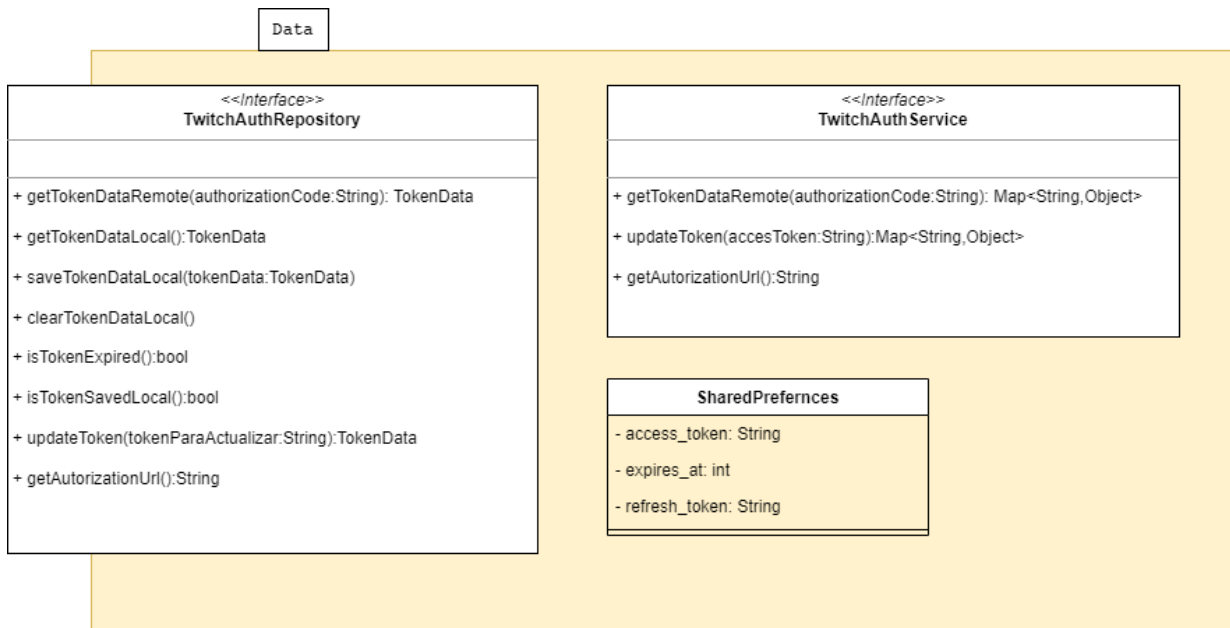 Data
<<Interface>>
TwitchAuthRepository
+ getTokenDataRemote(authorizationCode:String): TokenData
+ getTokenDataLocal():TokenData
+ saveTokenDataLocal(tokenData:TokenData)
+ clearTokenDataLocal()
+ isTokenExpired():bool
+ isTokenSavedLocal():bool
+ updateToken(tokenParaActualizar:String):TokenData
+ getAutorizationUrl():String
<<Interface>>
TwitchAuthService
+ getTokenDataRemote(authorizationCode:String): Map<String,Object>
+ updateToken(accesToken:String):Map<String,Object>
+ getAutorizationUrl():String
SharedPrefernces
- access_token: String
- expires_at: int
- refresh_token: String